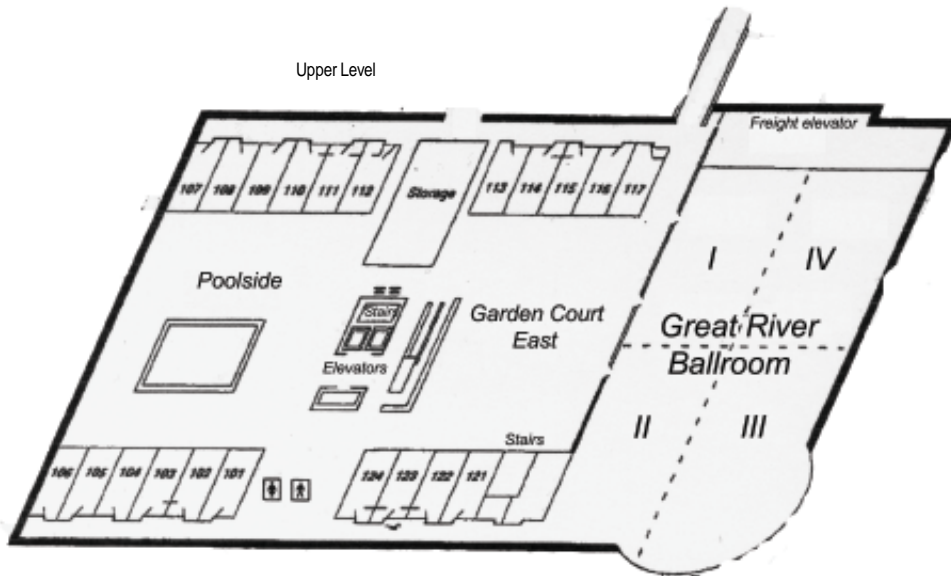 Upper Level
Freight elevator
107 108 109 110 111 112
Storage
113 114 115 116 117
I
IV
Poolside
Stairs
Garden Court
East
Great River
Ballroom
Elevators
II
III
Stairs
106 105 104 103 102 101
124 123 122 121